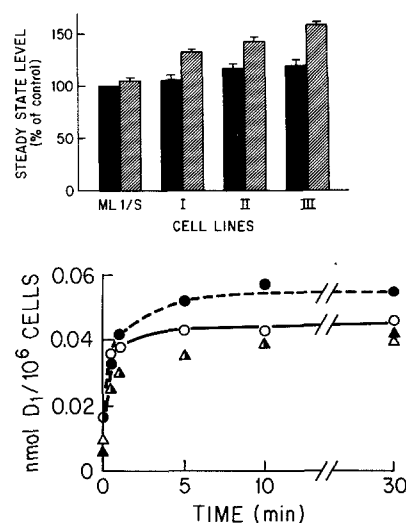 STEADY STATE LEVEL
(% of control)
150
100
50
0
ML 1/S I II III
CELL LINES
nmol D1/10⁶ CELLS
0.06
0.04
0.02
0
0 5 10 30
TIME (min)